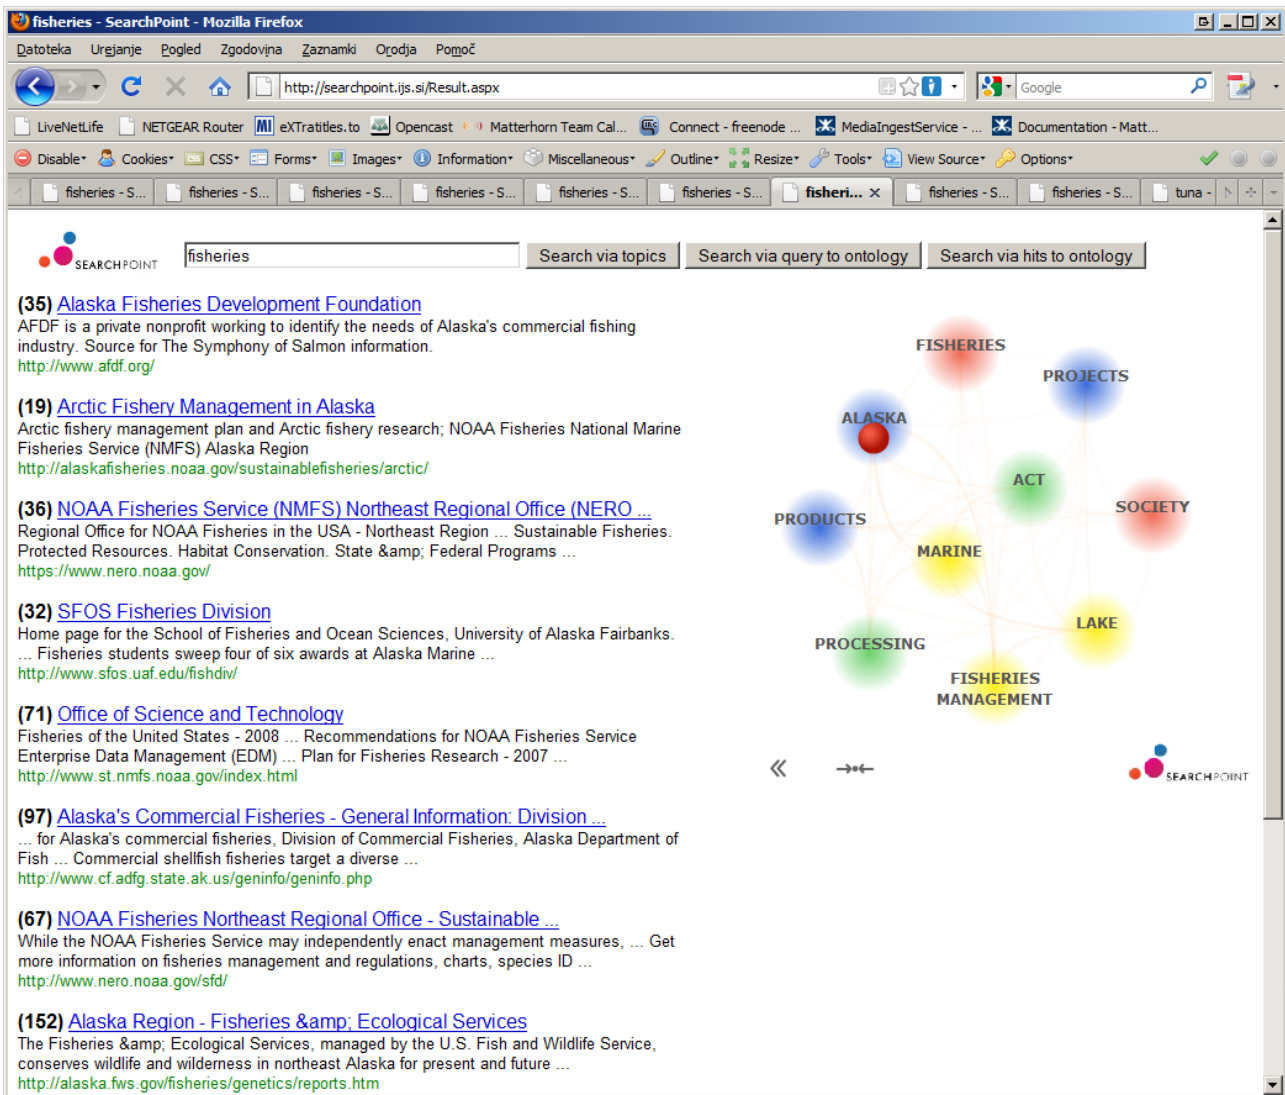 fisheries - SearchPoint - Mozilla Firefox
Datoteka Urejanje Pogled Zgodovina Zaznamki Orodja Pomoč
http://searchpoint.ijs.si/Result.aspx Google
LiveNetLife NETGEAR Router MI eXTratitles.to Opencast Matterhorn Team Cal... IRC Connect - freenode ... MediaIngestService - ... Documentation - Matt...
Disable Cookies CSS Forms Images Information Miscellaneous Outline Resize Tools View Source Options
fisheries - S... fisheries - S... fisheries - S... fisheries - S... fisheries - S... fisheries - S... fisheri... fisheries - S... fisheries - S... tuna -
SEARCHPOINT fisheries Search via topics Search via query to ontology Search via hits to ontology
(35) Alaska Fisheries Development Foundation
AFDF is a private nonprofit working to identify the needs of Alaska's commercial fishing
industry. Source for The Symphony of Salmon information.
http://www.afdf.org/
(19) Arctic Fishery Management in Alaska
Arctic fishery management plan and Arctic fishery research; NOAA Fisheries National Marine
Fisheries Service (NMFS) Alaska Region
http://alaskafisheries.noaa.gov/sustainablefisheries/arctic/
(36) NOAA Fisheries Service (NMFS) Northeast Regional Office (NERO ...
Regional Office for NOAA Fisheries in the USA - Northeast Region ... Sustainable Fisheries.
Protected Resources. Habitat Conservation. State &amp; Federal Programs ...
https://www.nero.noaa.gov/
(32) SFOS Fisheries Division
Home page for the School of Fisheries and Ocean Sciences, University of Alaska Fairbanks.
... Fisheries students sweep four of six awards at Alaska Marine ...
http://www.sfos.uaf.edu/fishdiv/
(71) Office of Science and Technology
Fisheries of the United States - 2008 ... Recommendations for NOAA Fisheries Service
Enterprise Data Management (EDM) ... Plan for Fisheries Research - 2007 ...
http://www.st.nmfs.noaa.gov/index.html
(97) Alaska's Commercial Fisheries - General Information: Division ...
... for Alaska's commercial fisheries, Division of Commercial Fisheries, Alaska Department of
Fish ... Commercial shellfish fisheries target a diverse ...
http://www.cf.adfg.state.ak.us/geninfo/geninfo.php
(67) NOAA Fisheries Northeast Regional Office - Sustainable ...
While the NOAA Fisheries Service may independently enact management measures, ... Get
more information on fisheries management and regulations, charts, species ID ...
http://www.nero.noaa.gov/sfd/
(152) Alaska Region - Fisheries &amp; Ecological Services
The Fisheries &amp; Ecological Services, managed by the U.S. Fish and Wildlife Service,
conserves wildlife and wilderness in northeast Alaska for present and future ...
http://alaska.fws.gov/fisheries/genetics/reports.htm
FISHERIES
PROJECTS
ALASKA
ACT
SOCIETY
PRODUCTS
MARINE
LAKE
PROCESSING
FISHERIES
MANAGEMENT
SEARCHPOINT